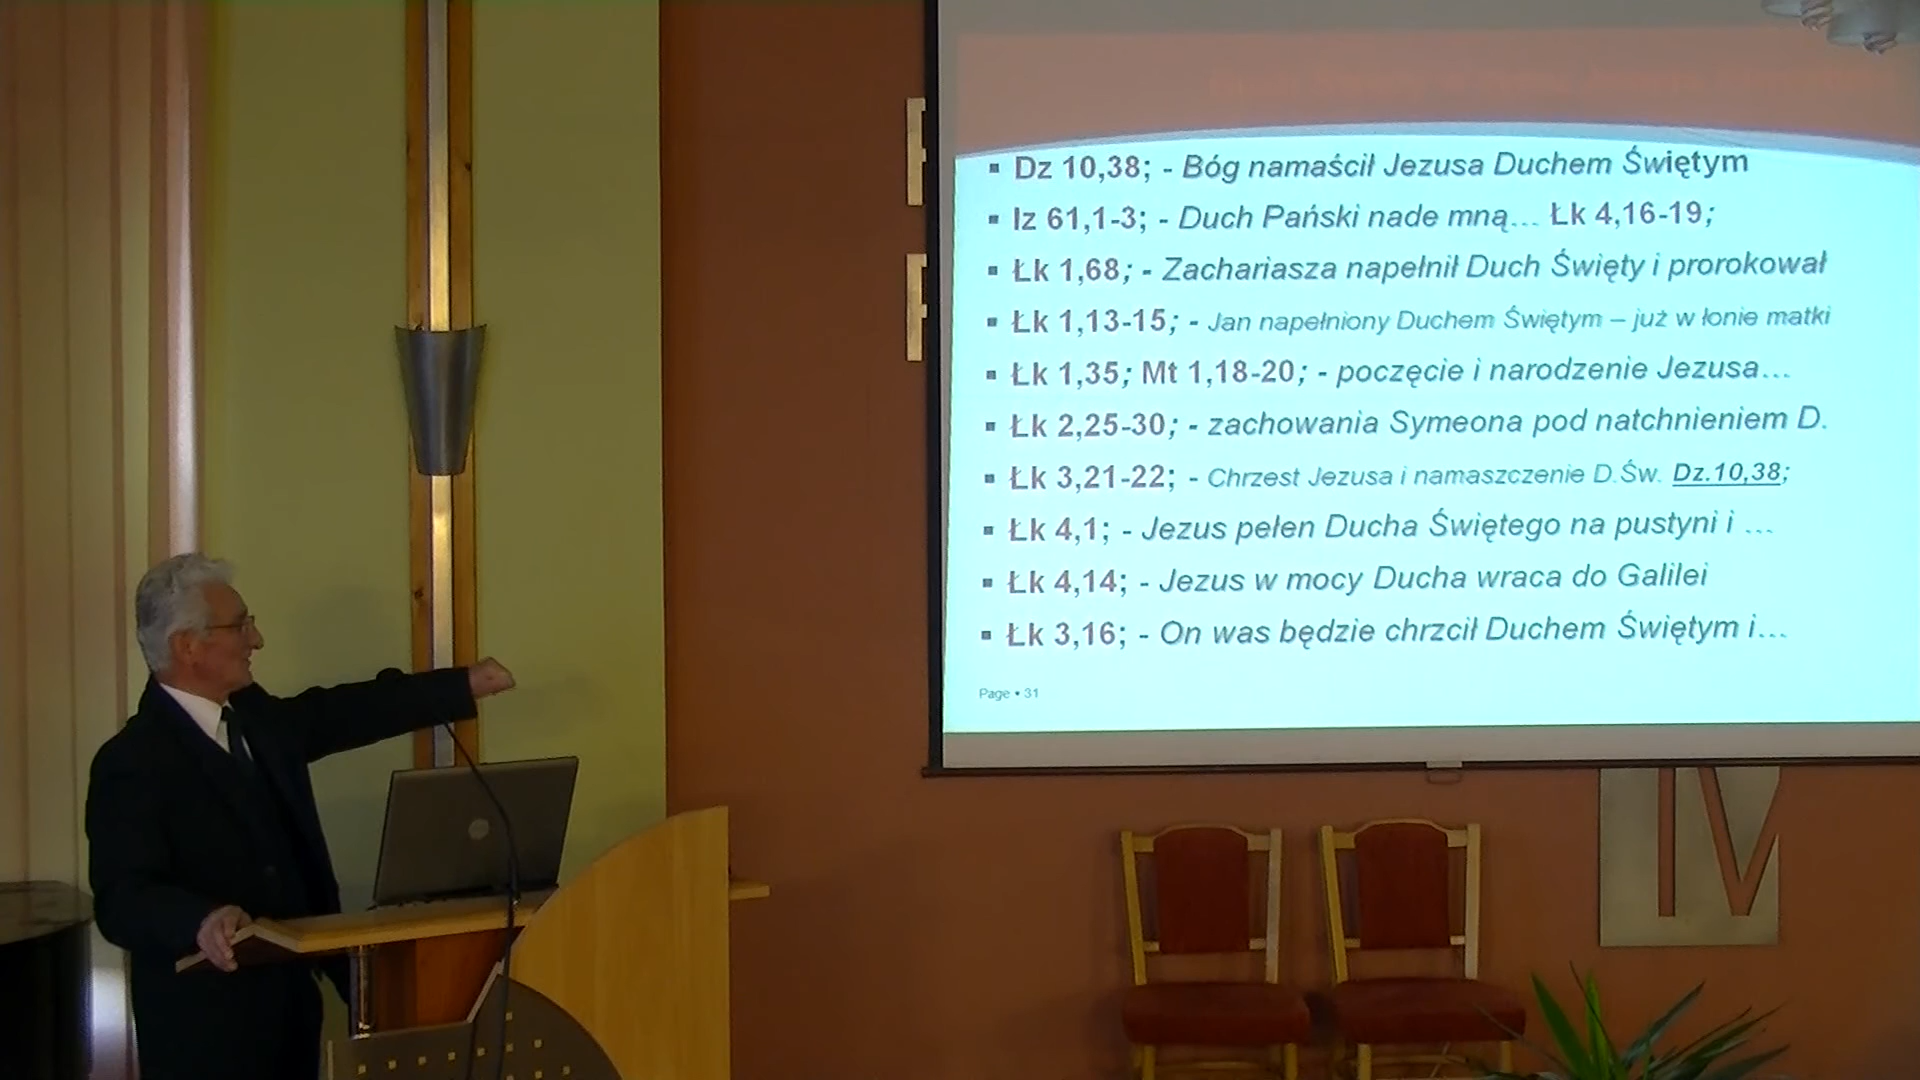 ▪ Dz 10,38; - Bóg namaścił Jezusa Duchem Świętym
▪ Iz 61,1-3; - Duch Pański nade mną... Łk 4,16-19;
▪ Łk 1,68; - Zachariasza napełnił Duch Święty i prorokował
▪ Łk 1,13-15; - Jan napełniony Duchem Świętym – już w łonie matki
▪ Łk 1,35; Mt 1,18-20; - poczęcie i narodzenie Jezusa...
▪ Łk 2,25-30; - zachowania Symeona pod natchnieniem D.
▪ Łk 3,21-22; - Chrzest Jezusa i namaszczenie D.Św. Dz.10,38;
▪ Łk 4,1; - Jezus pełen Ducha Świętego na pustyni i ...
▪ Łk 4,14; - Jezus w mocy Ducha wraca do Galilei
▪ Łk 3,16; - On was będzie chrzcił Duchem Świętym i...
Page ▪ 31
IV